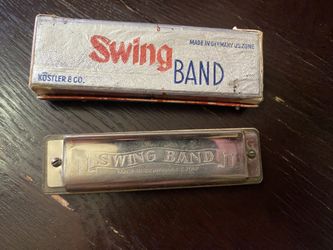 Swing
MADE IN GERMANY US-ZONE
BAND
KÖSTLER & CO.
SWING BAND